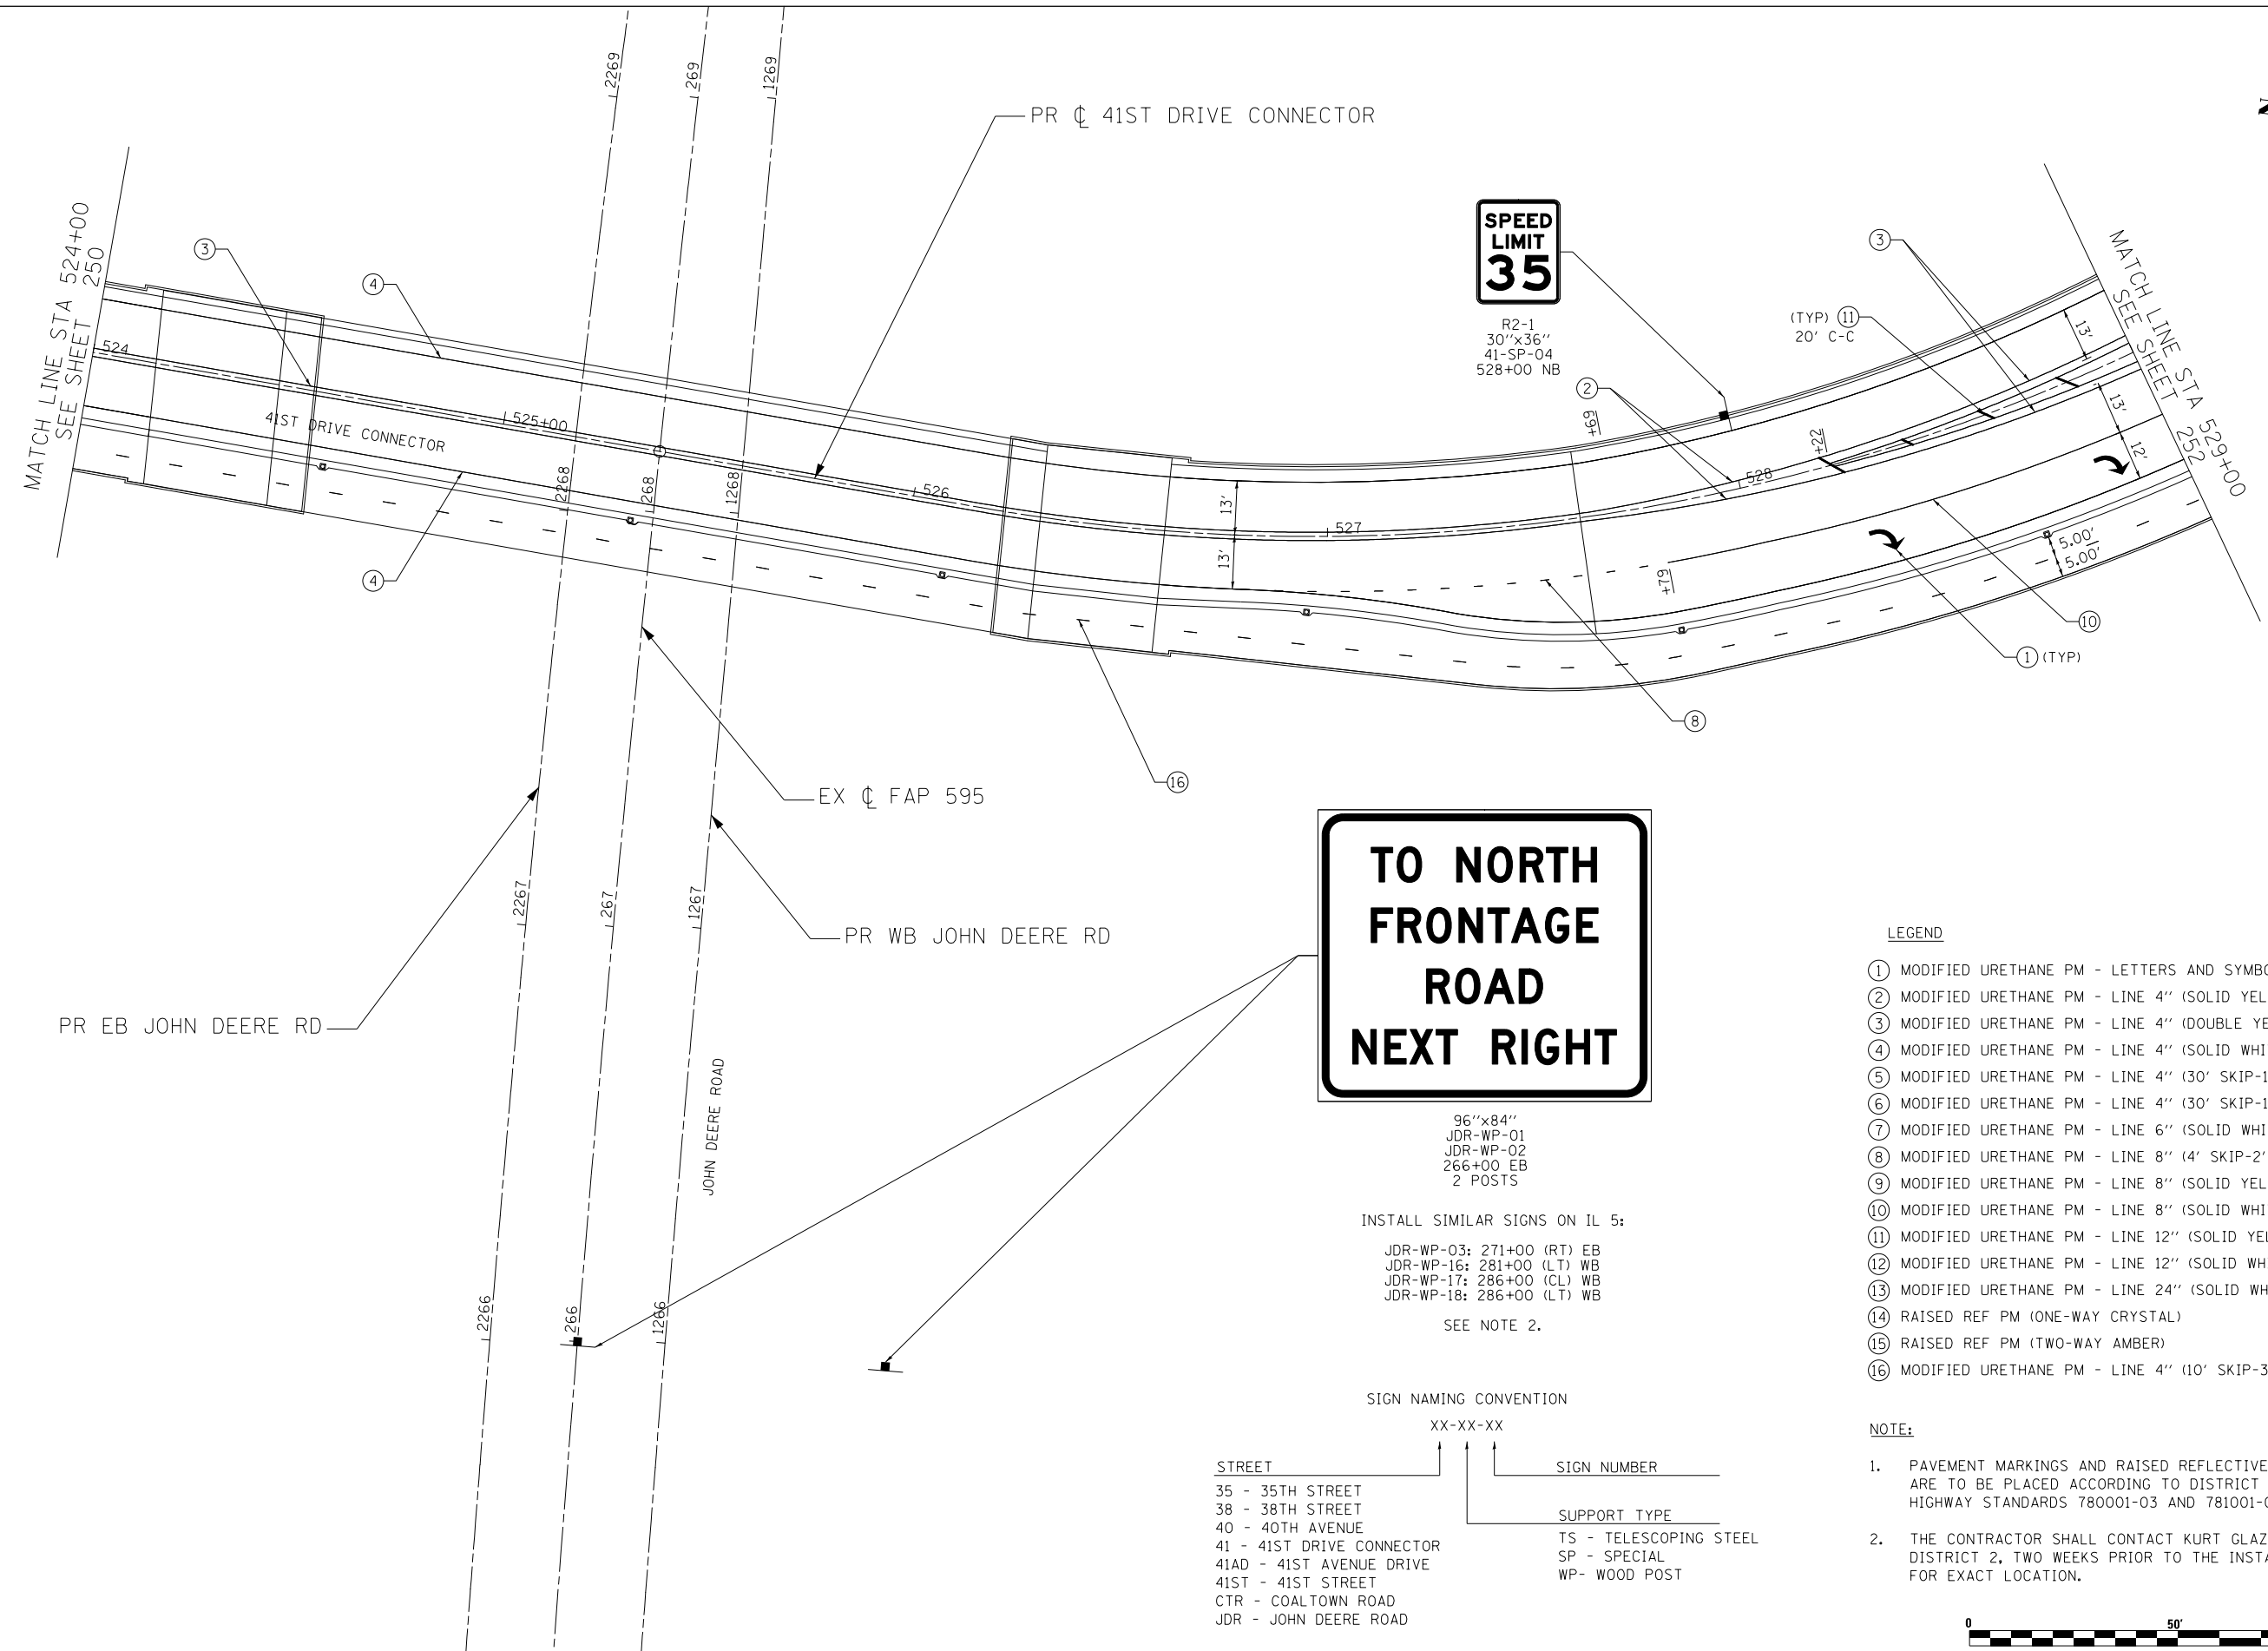 2269
269
1269
PR ℄ 41ST DRIVE CONNECTOR
MATCH LINE STA 524+00
SEE SHEET 250
3
4
524
41ST DRIVE CONNECTOR
525+00
1
2268
268
1268
526
4
SPEED
LIMIT
35
R2-1
30''x36''
41-SP-04
528+00 NB
3
(TYP) 11
20' C-C
2
+69
+22
528
13'
13'
12'
MATCH LINE STA 529+00
SEE SHEET 252
13'
13'
527
+79
5.00'
5.00'
10
1 (TYP)
8
16
EX ℄ FAP 595
2267
267
1267
PR WB JOHN DEERE RD
PR EB JOHN DEERE RD
JOHN DEERE ROAD
2266
266
1266
TO NORTH
FRONTAGE
ROAD
NEXT RIGHT
96''x84''
JDR-WP-01
JDR-WP-02
266+00 EB
2 POSTS
INSTALL SIMILAR SIGNS ON IL 5:
JDR-WP-03: 271+00 (RT) EB
JDR-WP-16: 281+00 (LT) WB
JDR-WP-17: 286+00 (CL) WB
JDR-WP-18: 286+00 (LT) WB
SEE NOTE 2.
SIGN NAMING CONVENTION
XX-XX-XX
STREET
35 - 35TH STREET
38 - 38TH STREET
40 - 40TH AVENUE
41 - 41ST DRIVE CONNECTOR
41AD - 41ST AVENUE DRIVE
41ST - 41ST STREET
CTR - COALTOWN ROAD
JDR - JOHN DEERE ROAD
SIGN NUMBER
SUPPORT TYPE
TS - TELESCOPING STEEL
SP - SPECIAL
WP- WOOD POST
LEGEND
1 MODIFIED URETHANE PM - LETTERS AND SYMBO
2 MODIFIED URETHANE PM - LINE 4'' (SOLID YEL
3 MODIFIED URETHANE PM - LINE 4'' (DOUBLE YE
4 MODIFIED URETHANE PM - LINE 4'' (SOLID WHI
5 MODIFIED URETHANE PM - LINE 4'' (30' SKIP-1
6 MODIFIED URETHANE PM - LINE 4'' (30' SKIP-1
7 MODIFIED URETHANE PM - LINE 6'' (SOLID WHI
8 MODIFIED URETHANE PM - LINE 8'' (4' SKIP-2'
9 MODIFIED URETHANE PM - LINE 8'' (SOLID YEL
10 MODIFIED URETHANE PM - LINE 8'' (SOLID WHI
11 MODIFIED URETHANE PM - LINE 12'' (SOLID YEL
12 MODIFIED URETHANE PM - LINE 12'' (SOLID WH
13 MODIFIED URETHANE PM - LINE 24'' (SOLID WH
14 RAISED REF PM (ONE-WAY CRYSTAL)
15 RAISED REF PM (TWO-WAY AMBER)
16 MODIFIED URETHANE PM - LINE 4'' (10' SKIP-3
NOTE:
1. PAVEMENT MARKINGS AND RAISED REFLECTIVE
ARE TO BE PLACED ACCORDING TO DISTRICT
HIGHWAY STANDARDS 780001-03 AND 781001-
2. THE CONTRACTOR SHALL CONTACT KURT GLAZ
DISTRICT 2, TWO WEEKS PRIOR TO THE INSTA
FOR EXACT LOCATION.
0 50'